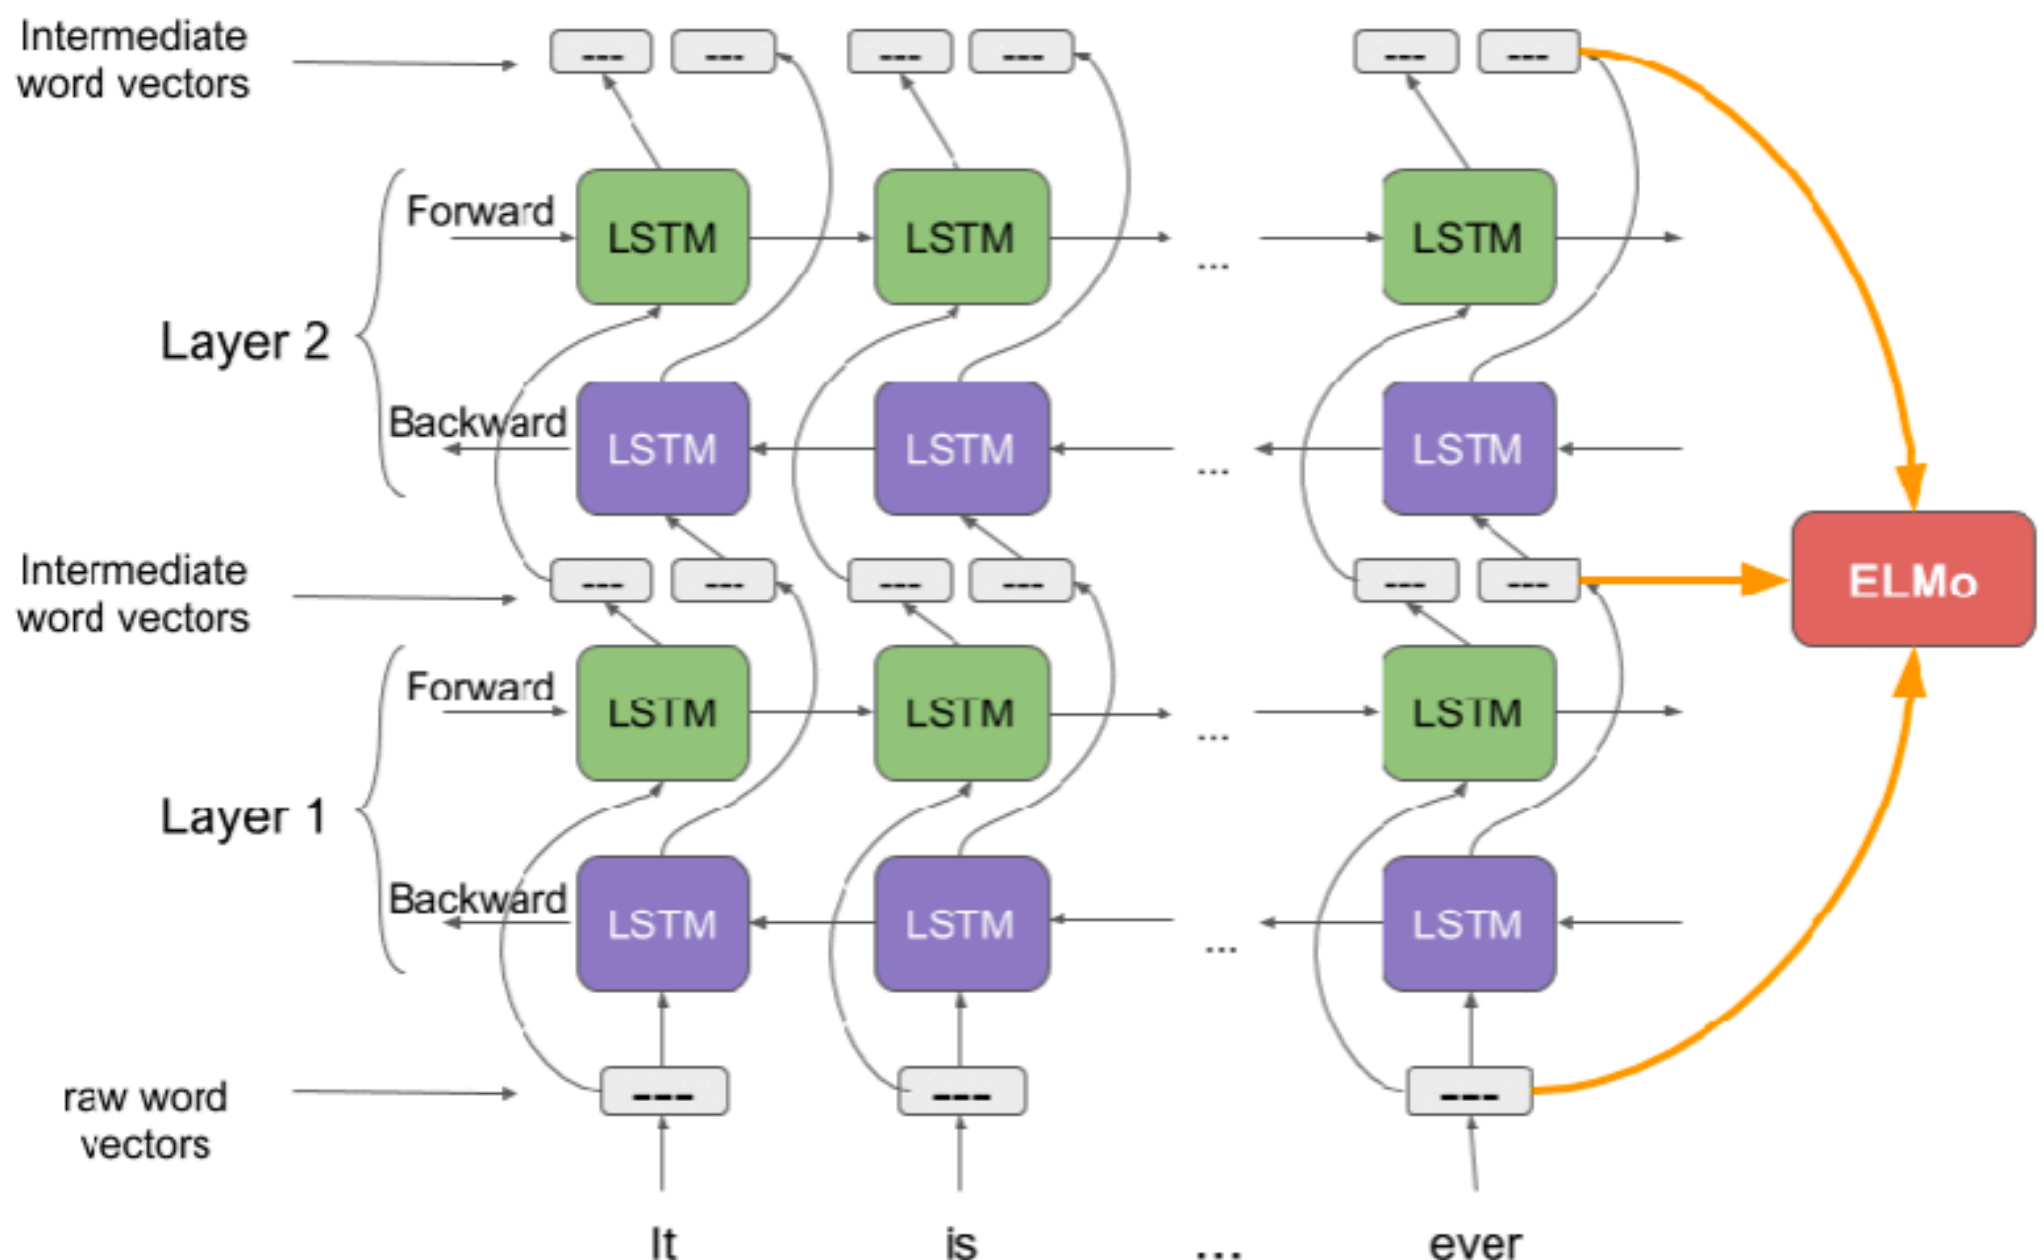 Intermediate
word vectors
--- --- --- --- --- ---
Forward
LSTM LSTM ... LSTM
Layer 2
Backward
LSTM LSTM ... LSTM
Intermediate
word vectors
--- --- --- --- --- ---
ELMo
Forward
LSTM LSTM ... LSTM
Layer 1
Backward
LSTM LSTM ... LSTM
raw word
vectors
--- --- ---
It is ... ever